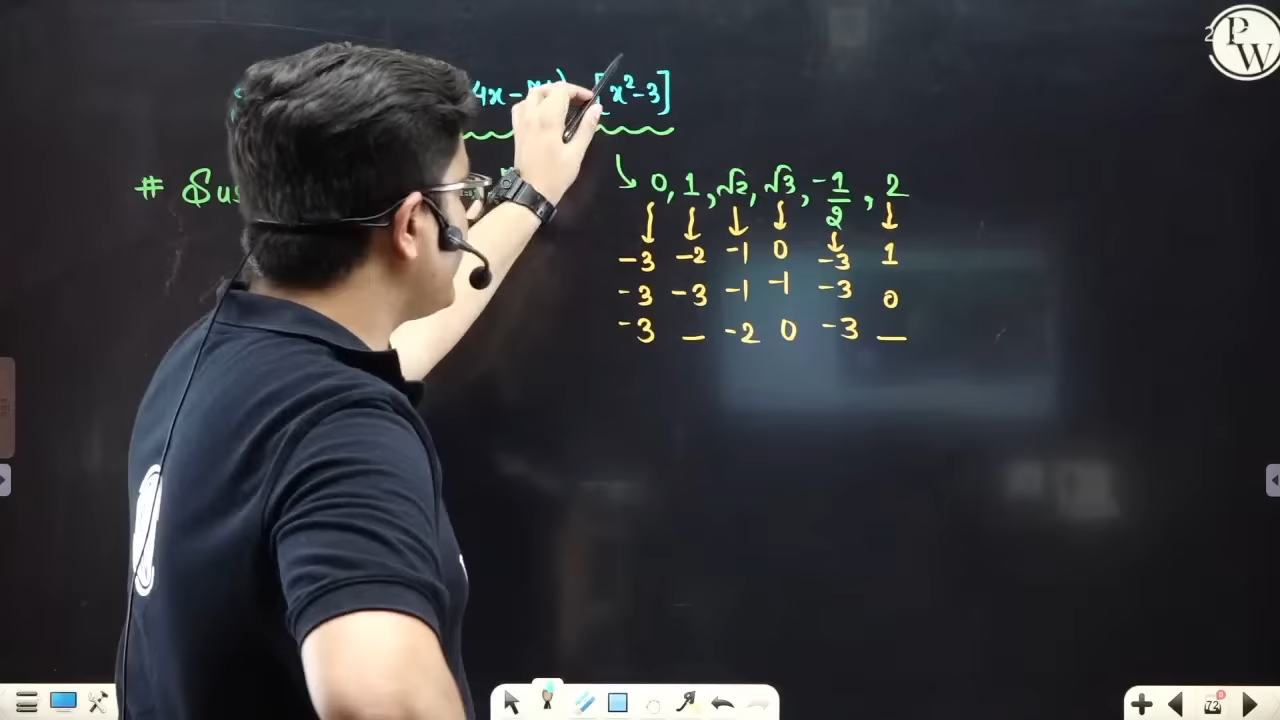 4x - [x²-3]
# Sus 0, 1, √2, √3, -1/2, 2
-3 -2 -1 0 -3 1
-3 -3 -1 -1 -3 0
-3 _ -2 0 -3 _
PW
72